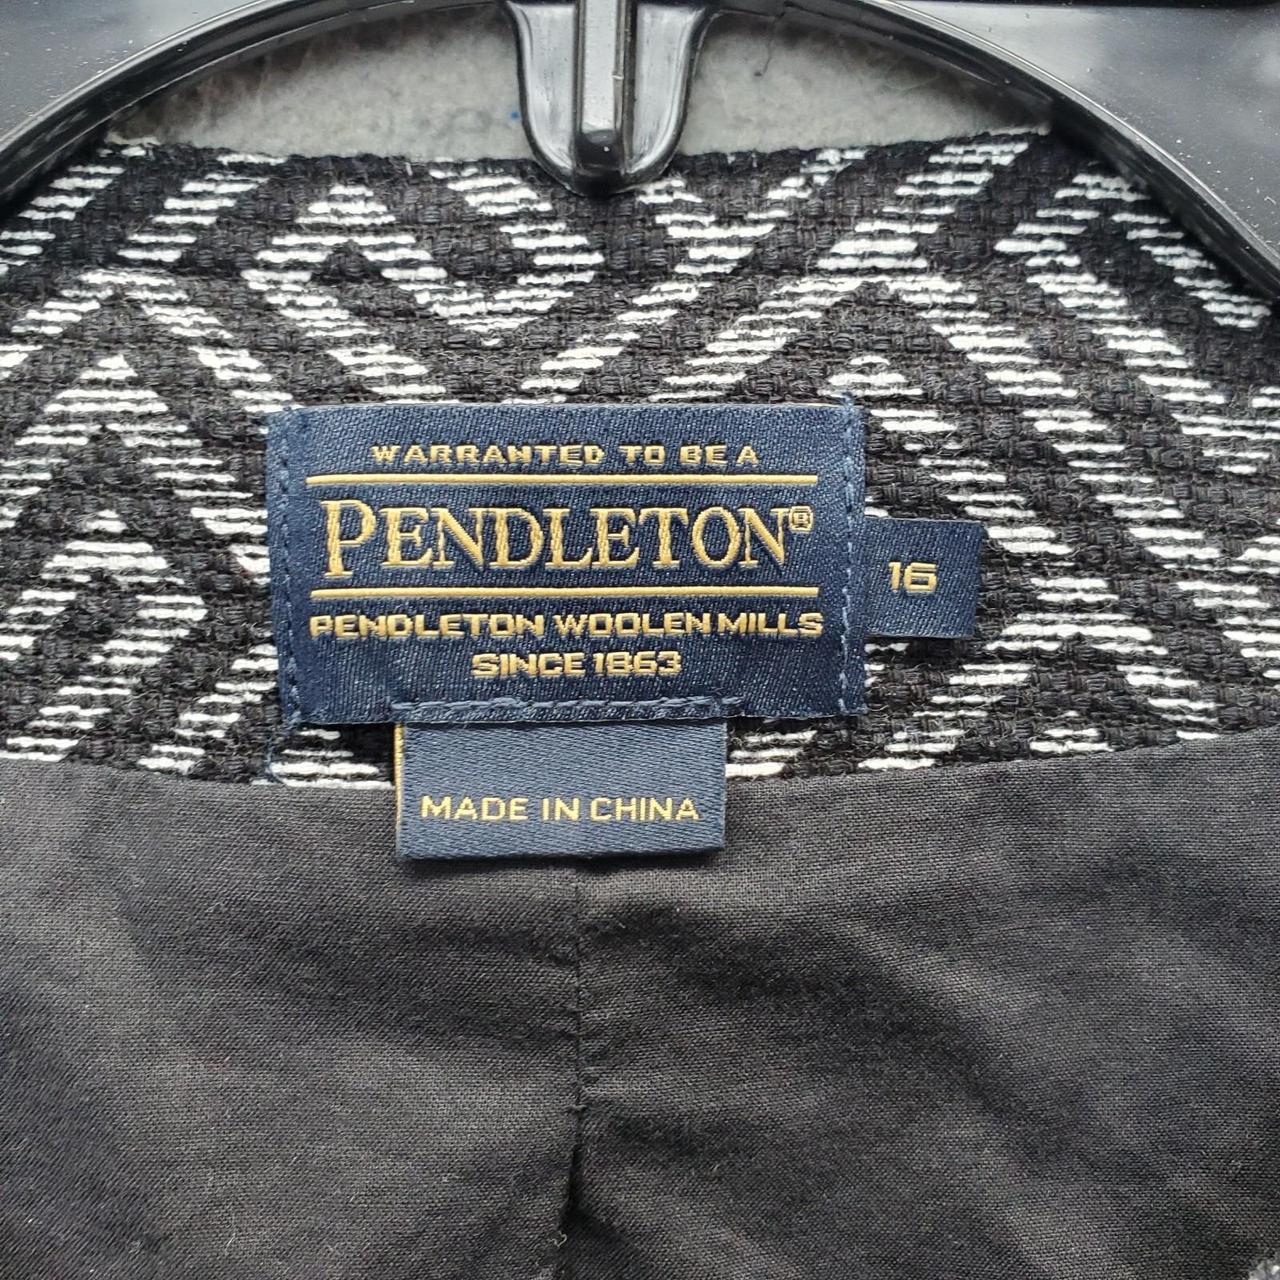 WARRANTED TO BE A
PENDLETON®
PENDLETON WOOLEN MILLS
SINCE 1863
16
MADE IN CHINA